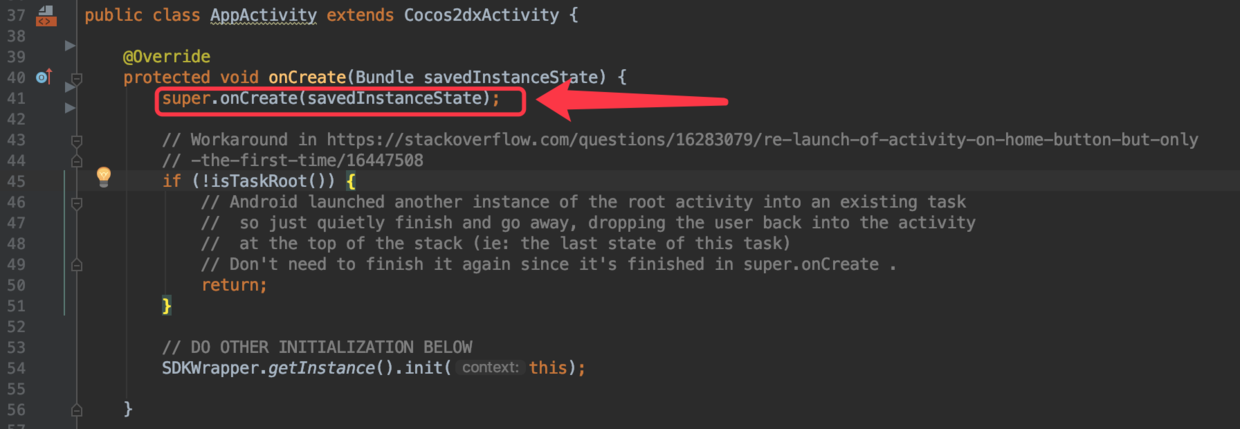 37 public class AppActivity extends Cocos2dxActivity {
38
39 @Override
40 protected void onCreate(Bundle savedInstanceState) {
41 super.onCreate(savedInstanceState);
42
43 // Workaround in https://stackoverflow.com/questions/16283079/re-launch-of-activity-on-home-button-but-only
44 // -the-first-time/16447508
45 if (!isTaskRoot()) {
46 // Android launched another instance of the root activity into an existing task
47 //  so just quietly finish and go away, dropping the user back into the activity
48 //  at the top of the stack (ie: the last state of this task)
49 // Don't need to finish it again since it's finished in super.onCreate .
50 return;
51 }
52
53 // DO OTHER INITIALIZATION BELOW
54 SDKWrapper.getInstance().init( context: this);
55
56 }
57